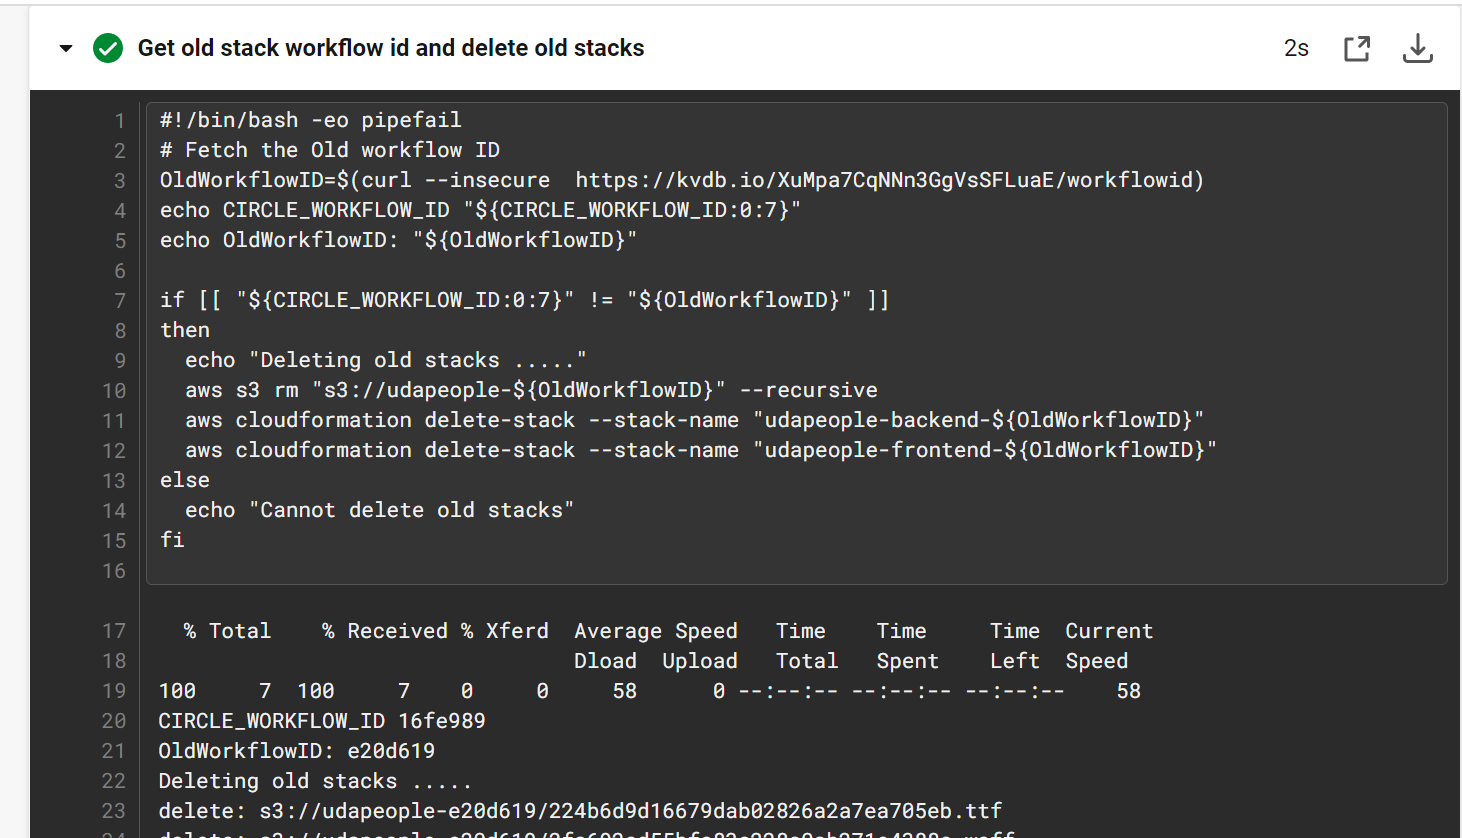 Get old stack workflow id and delete old stacks 2s
1 #!/bin/bash -eo pipefail
2 # Fetch the Old workflow ID
3 OldWorkflowID=$(curl --insecure  https://kvdb.io/XuMpa7CqNNn3GgVsSFLuaE/workflowid)
4 echo CIRCLE_WORKFLOW_ID "${CIRCLE_WORKFLOW_ID:0:7}"
5 echo OldWorkflowID: "${OldWorkflowID}"
6
7 if [[ "${CIRCLE_WORKFLOW_ID:0:7}" != "${OldWorkflowID}" ]]
8 then
9   echo "Deleting old stacks ....."
10   aws s3 rm "s3://udapeople-${OldWorkflowID}" --recursive
11   aws cloudformation delete-stack --stack-name "udapeople-backend-${OldWorkflowID}"
12   aws cloudformation delete-stack --stack-name "udapeople-frontend-${OldWorkflowID}"
13 else
14   echo "Cannot delete old stacks"
15 fi
16
17   % Total    % Received % Xferd  Average Speed   Time    Time     Time  Current
18                                  Dload  Upload   Total   Spent    Left  Speed
19 100     7  100     7    0     0     58      0 --:--:-- --:--:-- --:--:--    58
20 CIRCLE_WORKFLOW_ID 16fe989
21 OldWorkflowID: e20d619
22 Deleting old stacks .....
23 delete: s3://udapeople-e20d619/224b6d9d16679dab02826a2a7ea705eb.ttf